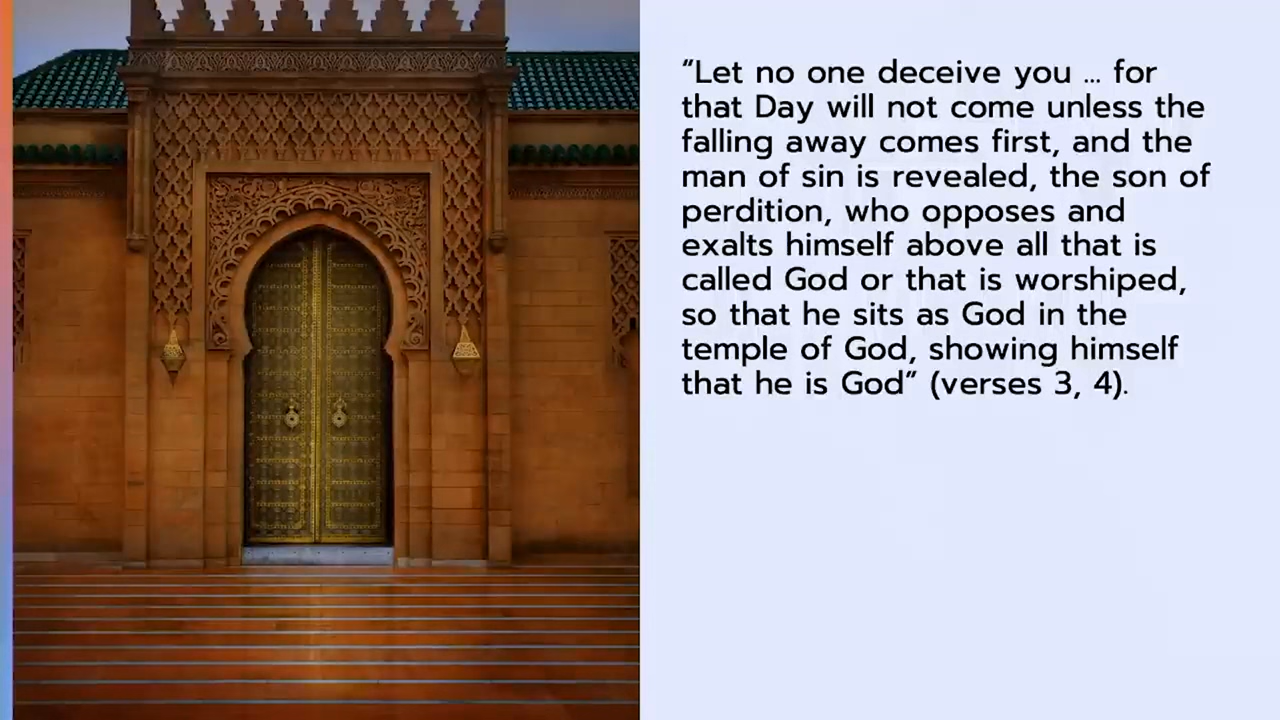 “Let no one deceive you … for
that Day will not come unless the
falling away comes first, and the
man of sin is revealed, the son of
perdition, who opposes and
exalts himself above all that is
called God or that is worshiped,
so that he sits as God in the
temple of God, showing himself
that he is God” (verses 3, 4).